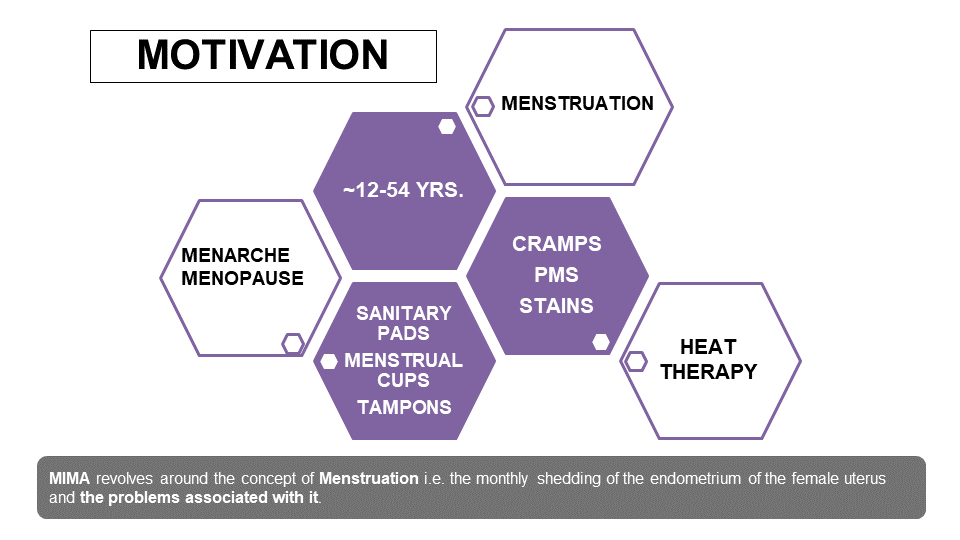 MOTIVATION
MENSTRUATION
~12-54 YRS.
MENARCHE
MENOPAUSE
CRAMPS
PMS
STAINS
SANITARY
PADS
MENSTRUAL
CUPS
TAMPONS
HEAT
THERAPY
MIMA revolves around the concept of Menstruation i.e. the monthly shedding of the endometrium of the female uterus
and the problems associated with it.